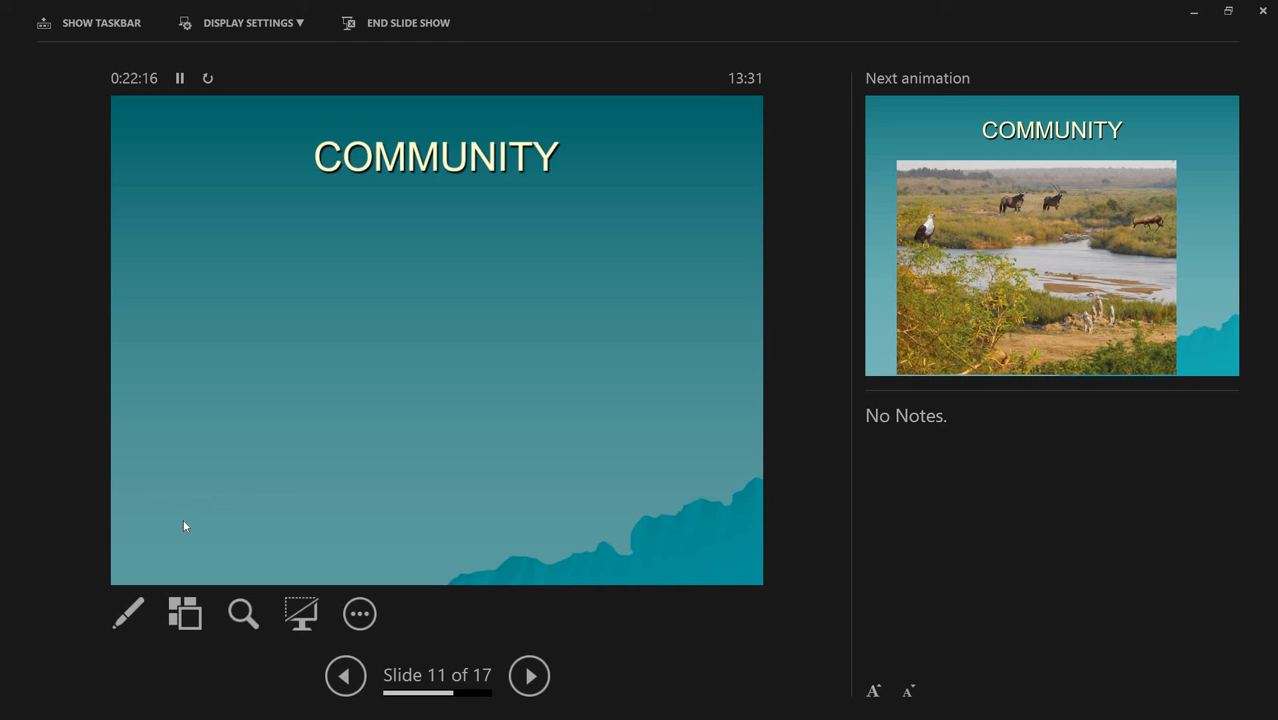 SHOW TASKBAR
DISPLAY SETTINGS ▼
END SLIDE SHOW
0:22:16
13:31
Next animation
COMMUNITY
COMMUNITY
No Notes.
Slide 11 of 17
A A